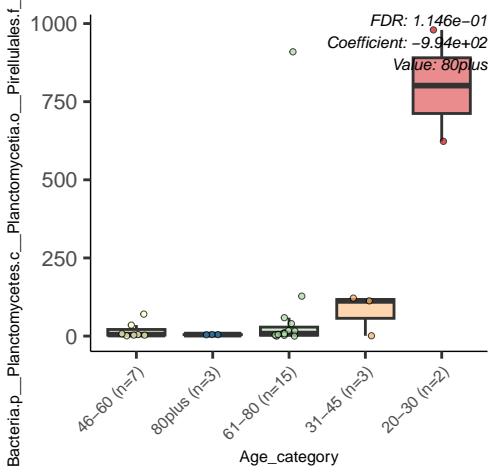 FDR: 1.146e−01
Coefficient: −9.94e+02
Value: 80plus
Bacteria.p__Planctomycetes.c__Planctomycetia.o__Pirellulales.f_
1000
750
500
250
0
46−60 (n=7)
80plus (n=3)
61−80 (n=15)
31−45 (n=3)
20−30 (n=2)
Age_category